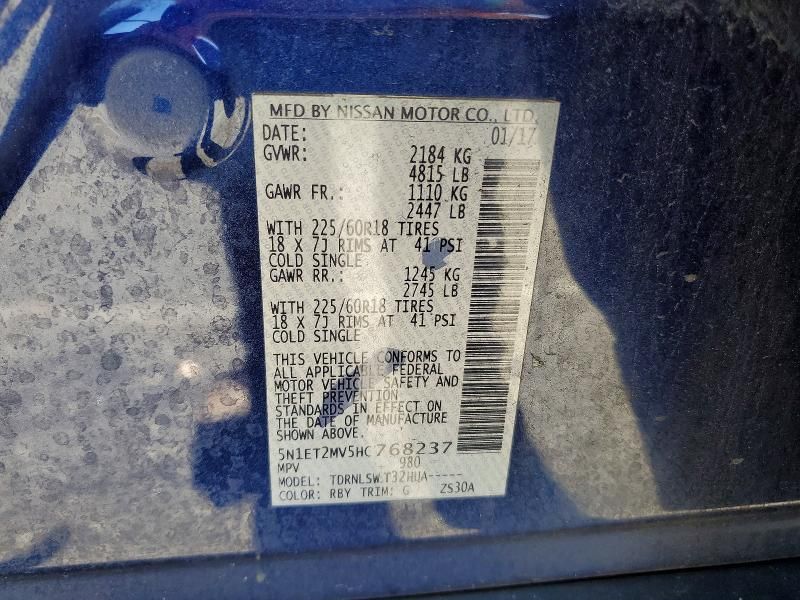 MFD BY NISSAN MOTOR CO., LTD.
DATE: 01/17
GVWR: 2184 KG
4815 LB
GAWR FR.: 1110 KG
2447 LB
WITH 225/60R18 TIRES
18 X 7J RIMS AT 41 PSI
COLD SINGLE
GAWR RR.: 1245 KG
2745 LB
WITH 225/60R18 TIRES
18 X 7J RIMS AT 41 PSI
COLD SINGLE
THIS VEHICLE CONFORMS TO
ALL APPLICABLE FEDERAL
MOTOR VEHICLE SAFETY AND
THEFT PREVENTION
STANDARDS IN EFFECT ON
THE DATE OF MANUFACTURE
SHOWN ABOVE.
5N1ET2MV5HC768237
MPV 980
MODEL: TDRNLSW T32HUA-----
COLOR: RBY TRIM: G ZS30A